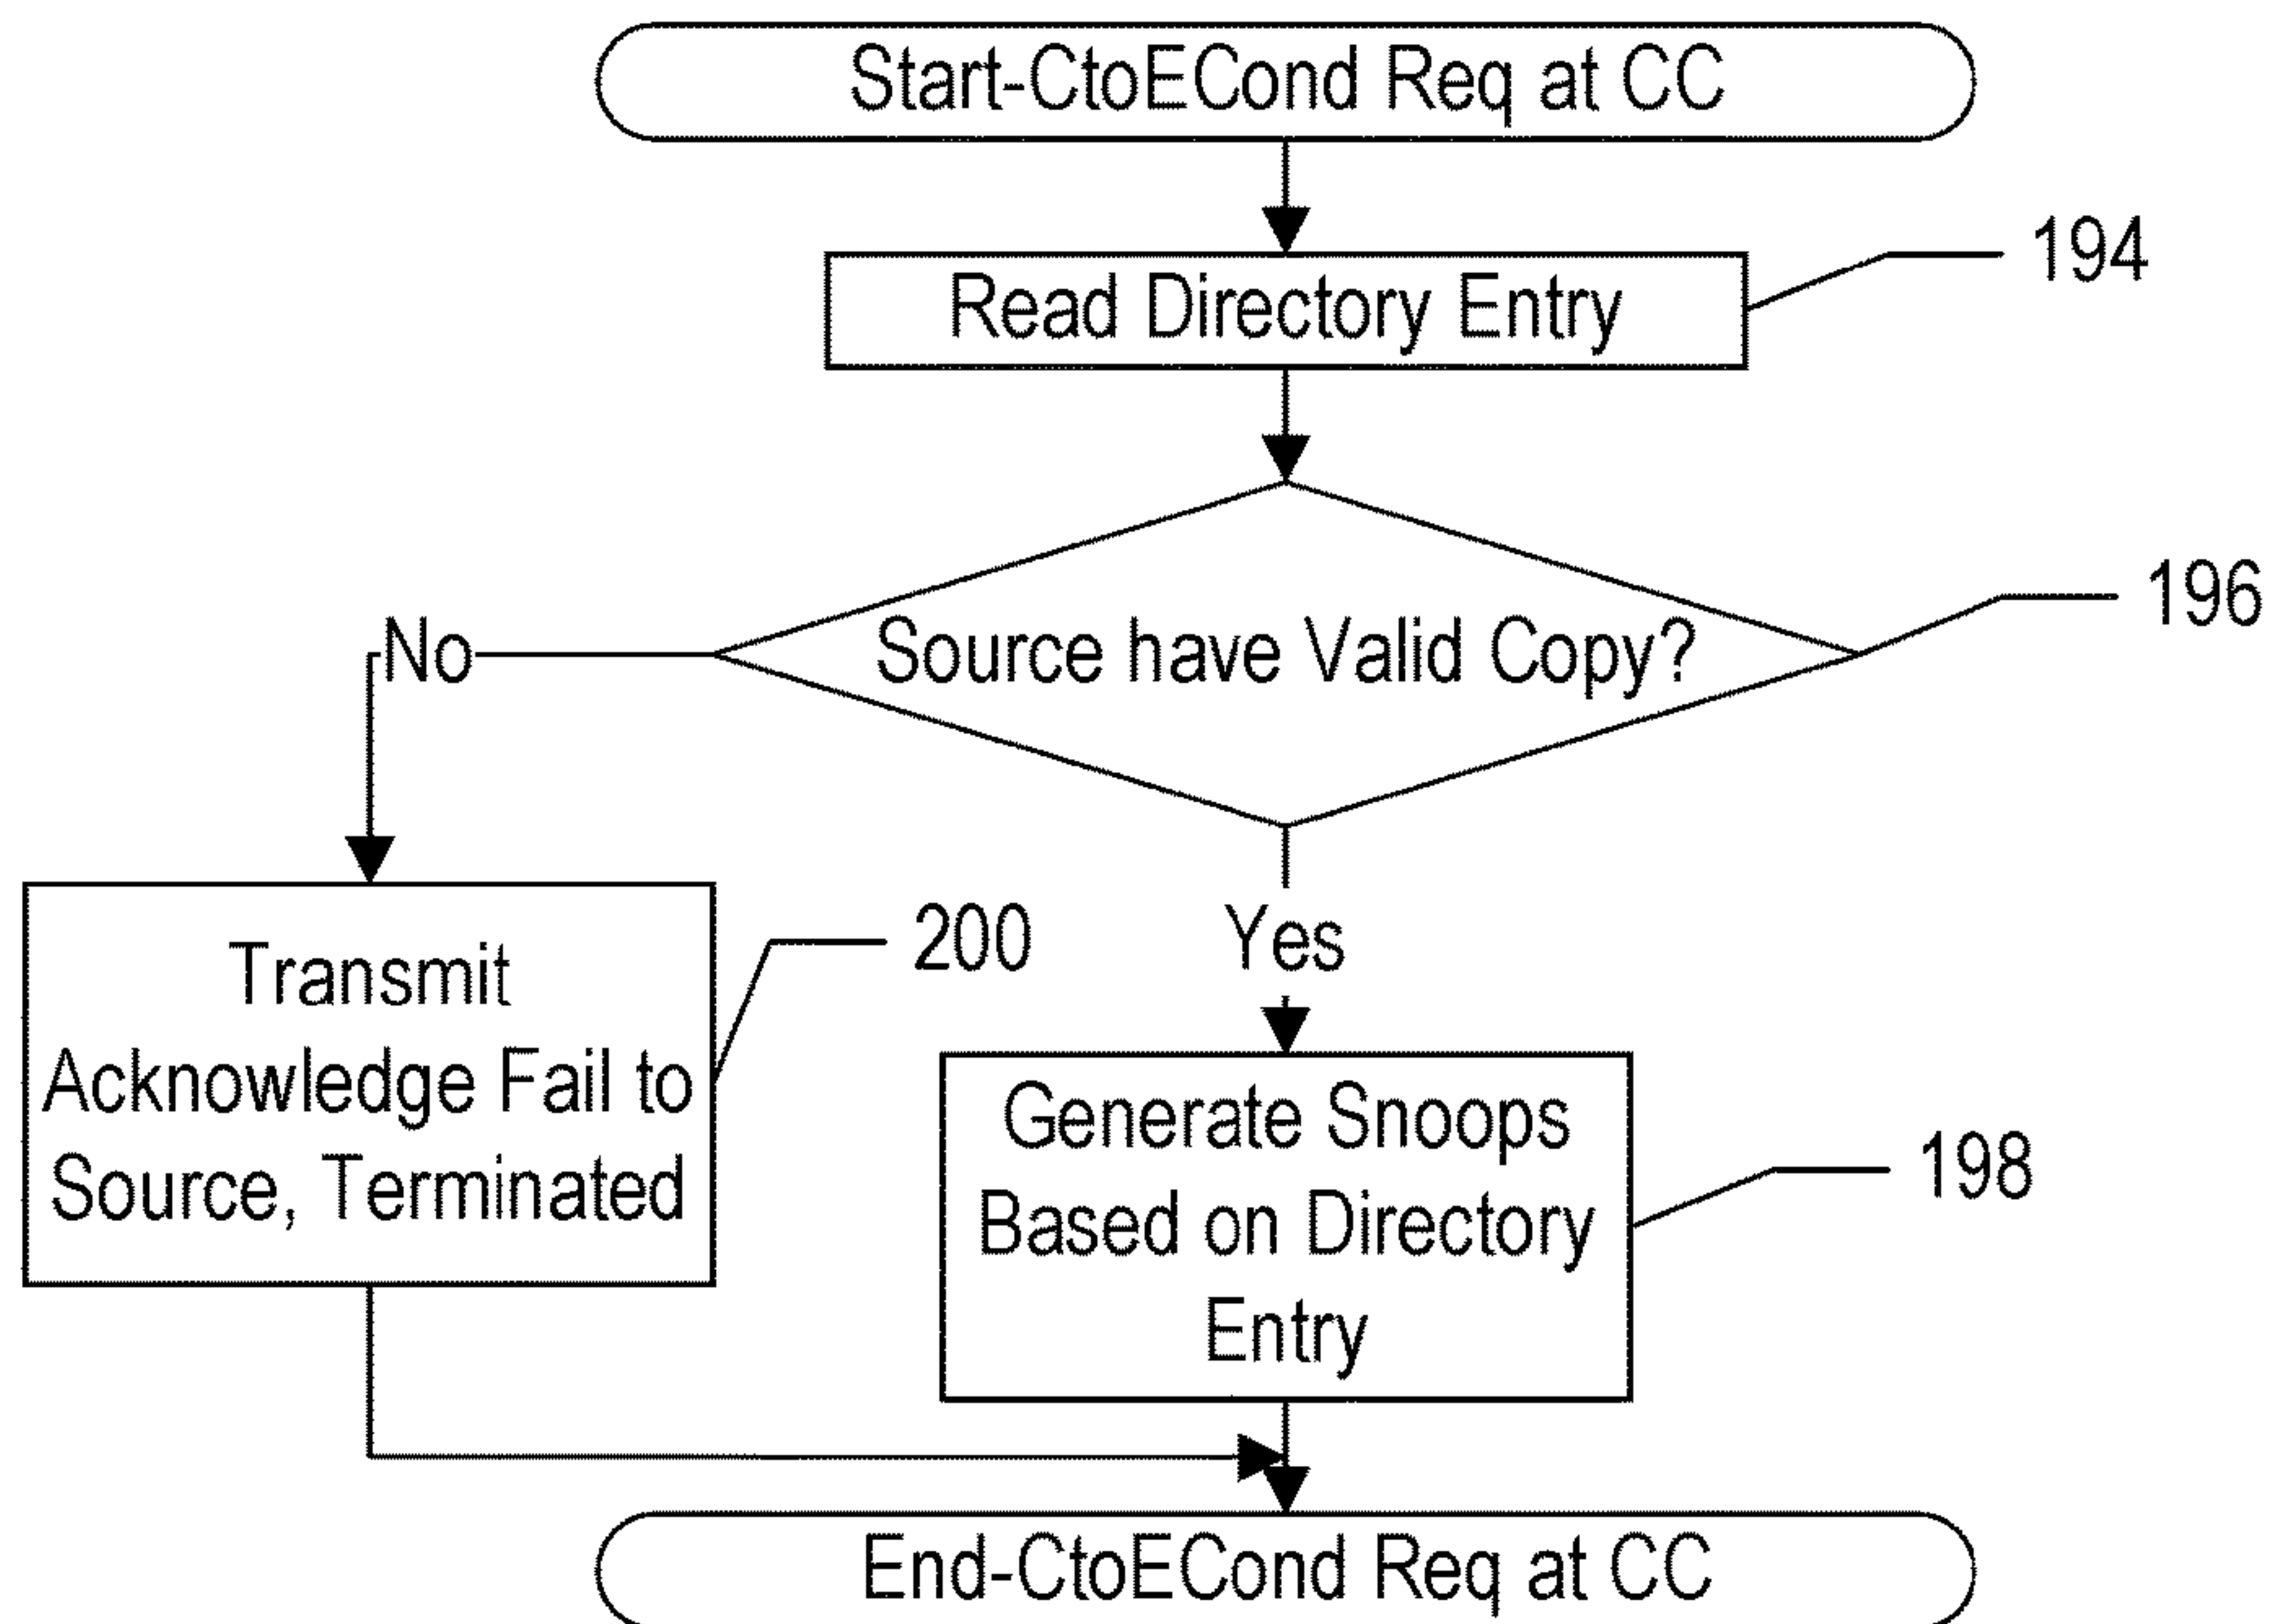 Start-CtoECond Req at CC
Read Directory Entry
194
Source have Valid Copy?
196
No
Yes
Transmit
Acknowledge Fail to
Source, Terminated
200
Generate Snoops
Based on Directory
Entry
198
End-CtoECond Req at CC